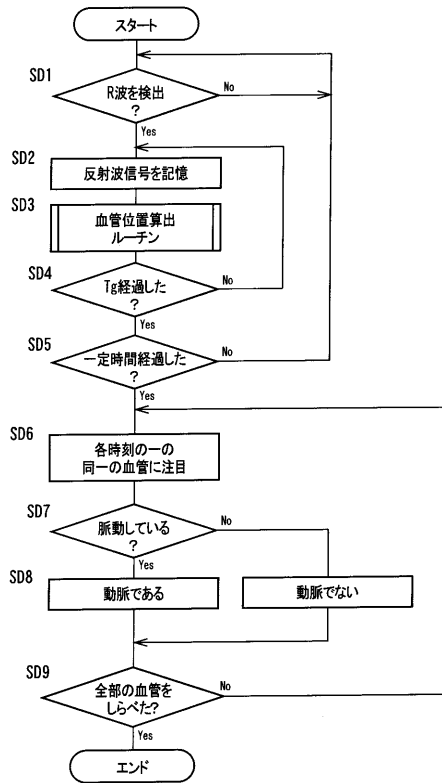 スタート
SD1
R波を検出
?
No
Yes
SD2
反射波信号を記憶
SD3
血管位置算出
ルーチン
SD4
Tg経過した
?
No
Yes
SD5
一定時間経過した
?
No
Yes
SD6
各時刻の一の
同一の血管に注目
SD7
脈動している
?
No
Yes
SD8
動脈である
動脈でない
SD9
全部の血管を
しらべた?
No
Yes
エンド